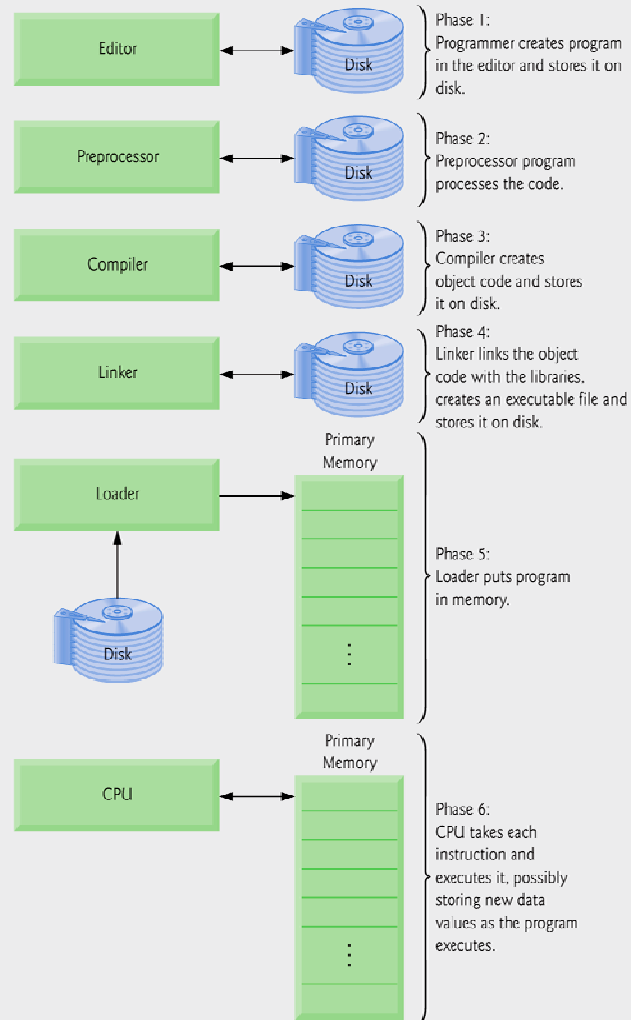 Editor
Disk
Phase 1:
Programmer creates program
in the editor and stores it on
disk.
Preprocessor
Disk
Phase 2:
Preprocessor program
processes the code.
Compiler
Disk
Phase 3:
Compiler creates
object code and stores
it on disk.
Linker
Disk
Phase 4:
Linker links the object
code with the libraries,
creates an executable file and
stores it on disk.
Primary
Memory
Loader
Disk
Phase 5:
Loader puts program
in memory.
Primary
Memory
CPU
Phase 6:
CPU takes each
instruction and
executes it, possibly
storing new data
values as the program
executes.